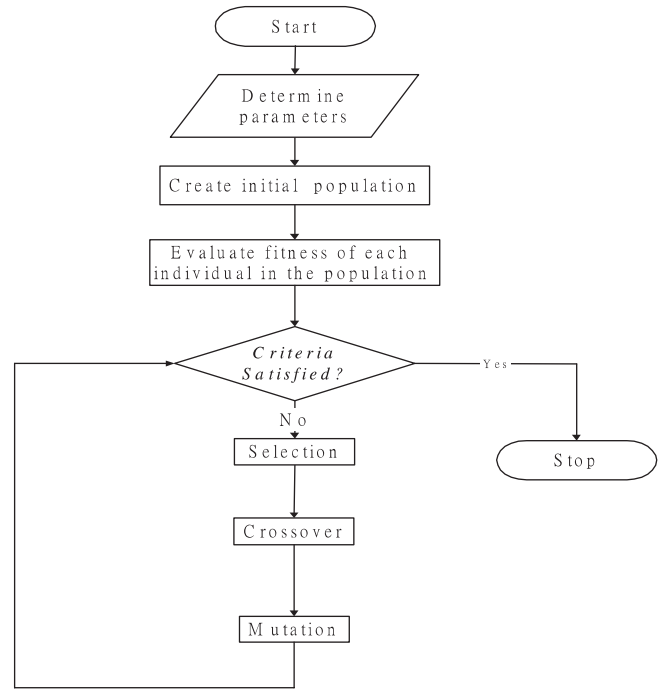 Start
Determine
parameters
Create initial population
Evaluate fitness of each
individual in the population
Criteria
Satisfied?
Yes
No
Selection
Stop
Crossover
Mutation